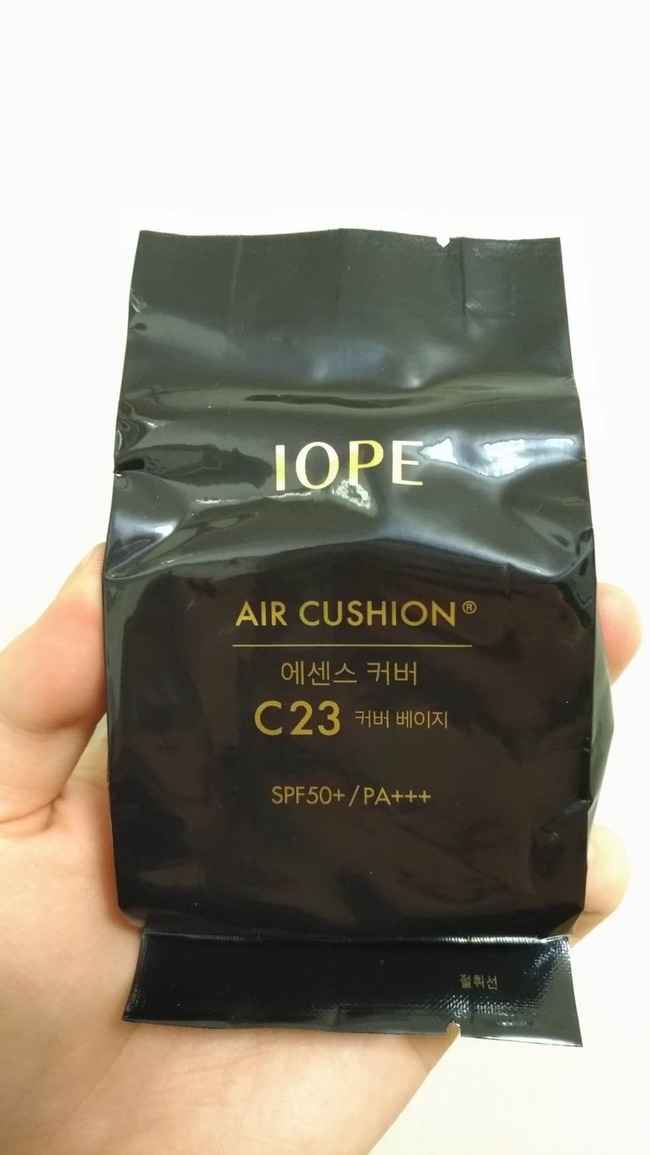 IOPE
AIR CUSHION®
에센스 커버
C23 커버 베이지
SPF50+/PA+++
절취선